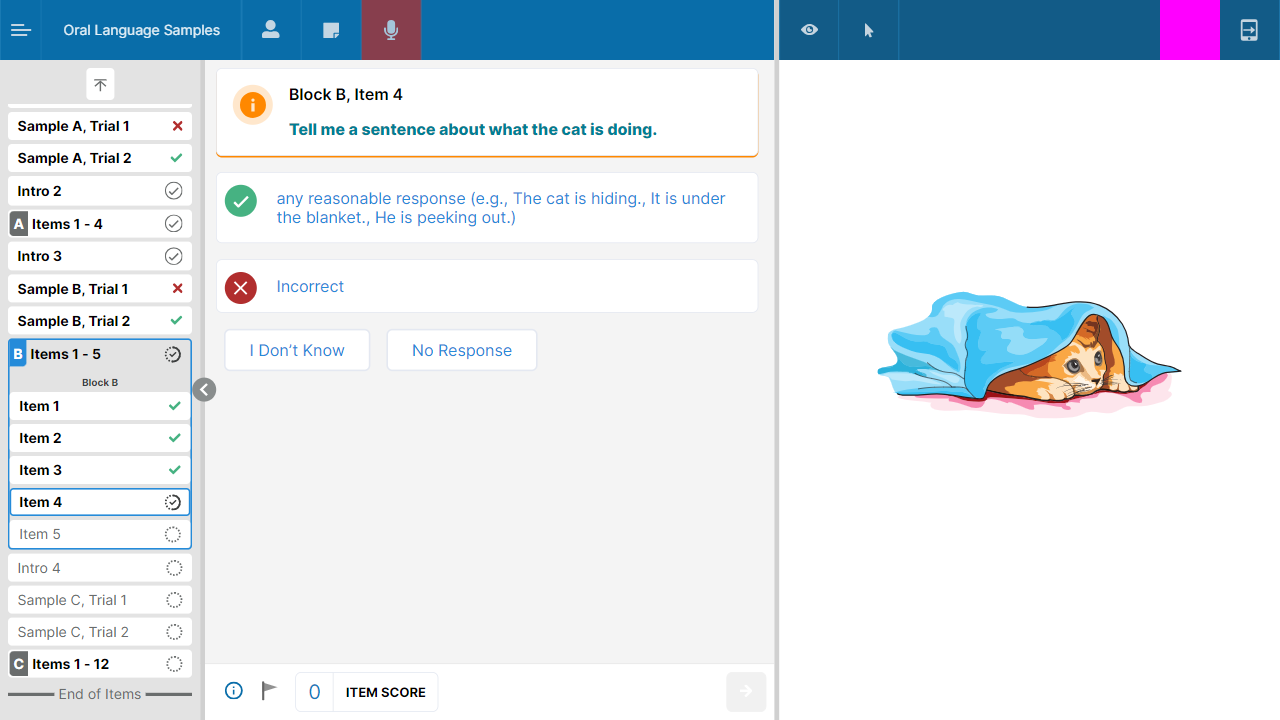 Oral Language Samples
Sample A, Trial 1
Sample A, Trial 2
Intro 2
A Items 1 - 4
Intro 3
Sample B, Trial 1
Sample B, Trial 2
B Items 1 - 5
Block B
Item 1
Item 2
Item 3
Item 4
Item 5
Intro 4
Sample C, Trial 1
Sample C, Trial 2
C Items 1 - 12
End of Items
Block B, Item 4
Tell me a sentence about what the cat is doing.
any reasonable response (e.g., The cat is hiding., It is under
the blanket., He is peeking out.)
Incorrect
I Don’t Know
No Response
0 ITEM SCORE